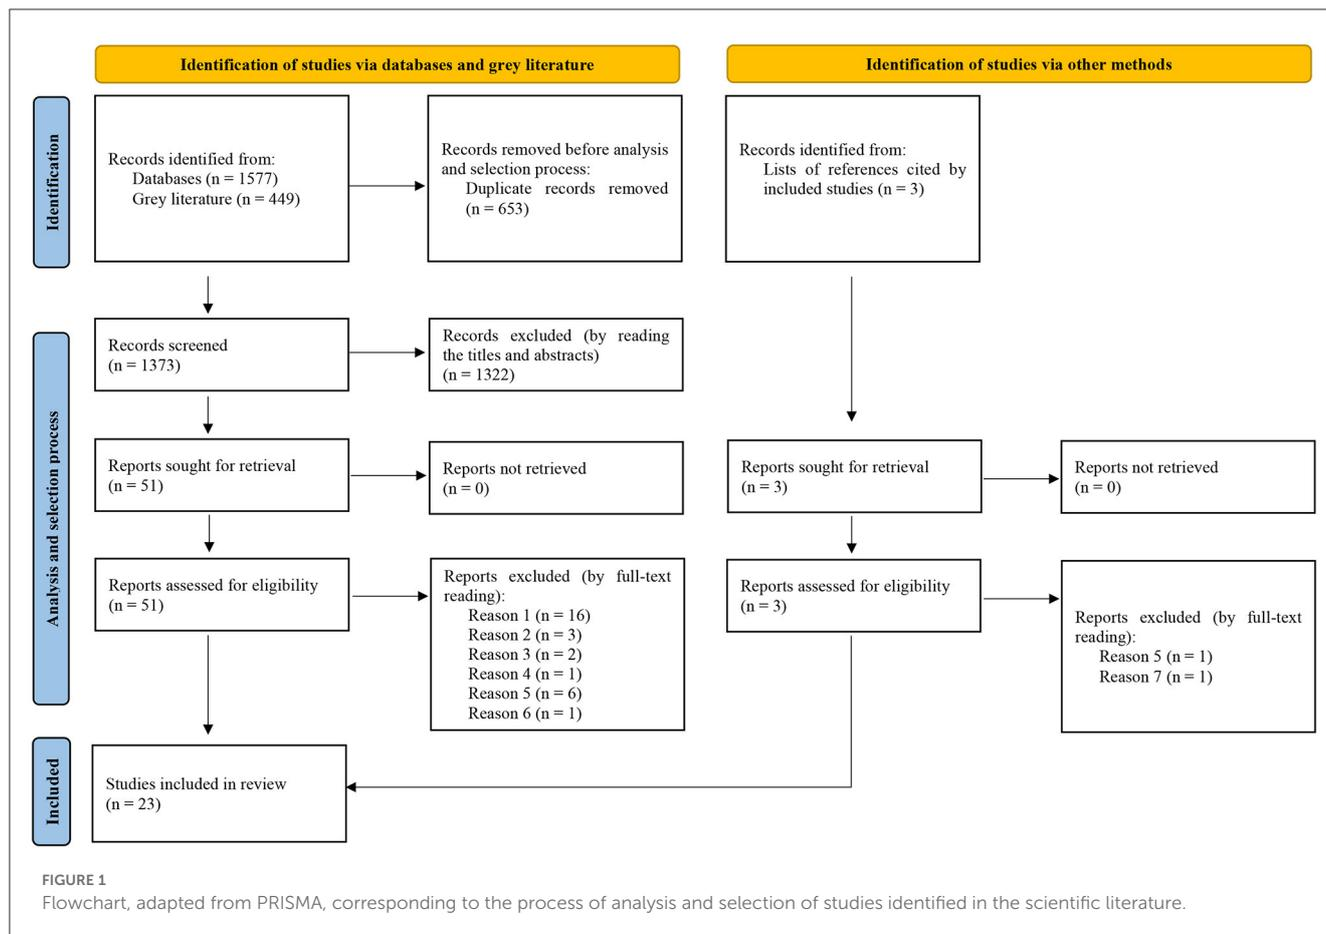 Identification of studies via databases and grey literature
Identification of studies via other methods
Identification
Records identified from:
Databases (n = 1577)
Grey literature (n = 449)
Records removed before analysis
and selection process:
Duplicate records removed
(n = 653)
Records identified from:
Lists of references cited by
included studies (n = 3)
Analysis and selection process
Records screened
(n = 1373)
Records excluded (by reading
the titles and abstracts)
(n = 1322)
Reports sought for retrieval
(n = 51)
Reports not retrieved
(n = 0)
Reports sought for retrieval
(n = 3)
Reports not retrieved
(n = 0)
Reports assessed for eligibility
(n = 51)
Reports excluded (by full-text
reading):
Reason 1 (n = 16)
Reason 2 (n = 3)
Reason 3 (n = 2)
Reason 4 (n = 1)
Reason 5 (n = 6)
Reason 6 (n = 1)
Reports assessed for eligibility
(n = 3)
Reports excluded (by full-text
reading):
Reason 5 (n = 1)
Reason 7 (n = 1)
Included
Studies included in review
(n = 23)
FIGURE 1
Flowchart, adapted from PRISMA, corresponding to the process of analysis and selection of studies identified in the scientific literature.